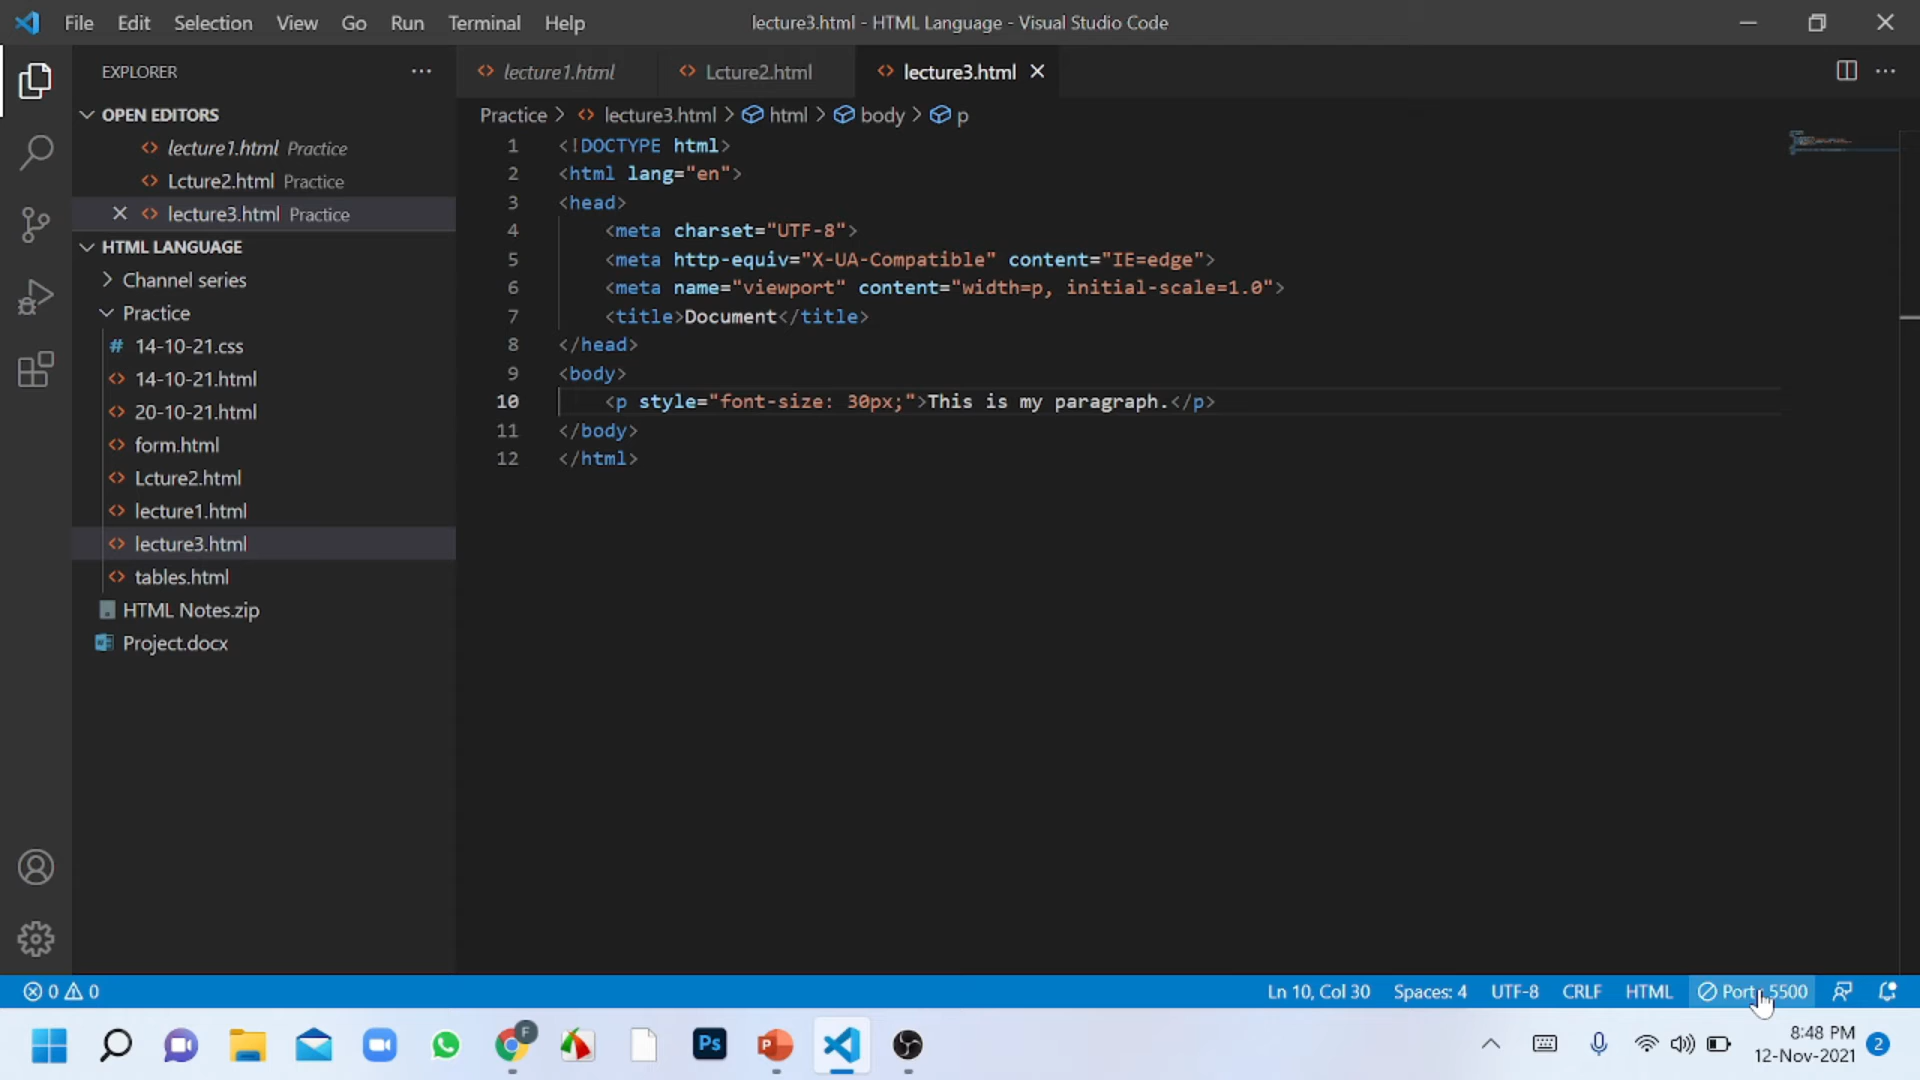 File Edit Selection View Go Run Terminal Help
lecture3.html - HTML Language - Visual Studio Code
EXPLORER
OPEN EDITORS
lecture1.html Practice
Lcture2.html Practice
lecture3.html Practice
HTML LANGUAGE
Channel series
Practice
14-10-21.css
14-10-21.html
20-10-21.html
form.html
Lcture2.html
lecture1.html
lecture3.html
tables.html
HTML Notes.zip
Project.docx
lecture1.html Lcture2.html lecture3.html
Practice > lecture3.html > html > body > p
1 <!DOCTYPE html>
2 <html lang="en">
3 <head>
4 <meta charset="UTF-8">
5 <meta http-equiv="X-UA-Compatible" content="IE=edge">
6 <meta name="viewport" content="width=p, initial-scale=1.0">
7 <title>Document</title>
8 </head>
9 <body>
10 <p style="font-size: 30px;">This is my paragraph.</p>
11 </body>
12 </html>
0 0 Ln 10, Col 30 Spaces: 4 UTF-8 CRLF HTML Port : 5500
F
Ps
8:48 PM
12-Nov-2021
2